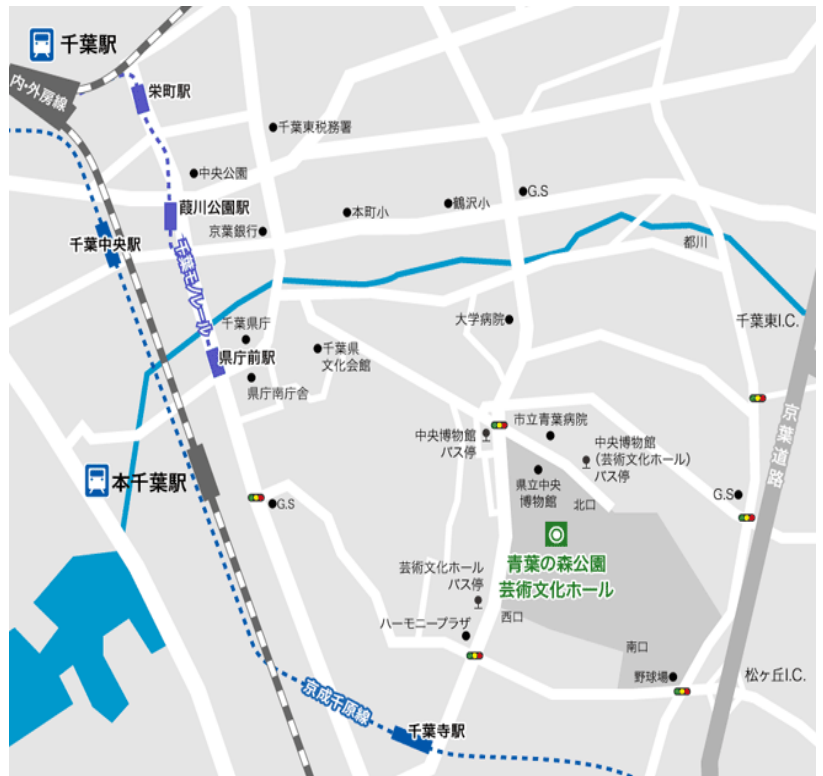 千葉駅
内・外房線
栄町駅
千葉東税務署
中央公園
G.S
鶴沢小
本町小
葭川公園駅
京葉銀行
千葉中央駅
都川
千葉モノレール
千葉県庁
大学病院
千葉東I.C.
県庁前駅
千葉県
文化会館
県庁南庁舎
京葉道路
中央博物館
バス停
市立青葉病院
中央博物館
（芸術文化ホール）
バス停
本千葉駅
県立中央
博物館
北口
G.S
G.S
青葉の森公園
芸術文化ホール
芸術文化ホール
バス停
西口
ハーモニープラザ
南口
野球場
松ヶ丘I.C.
京成千原線
千葉寺駅